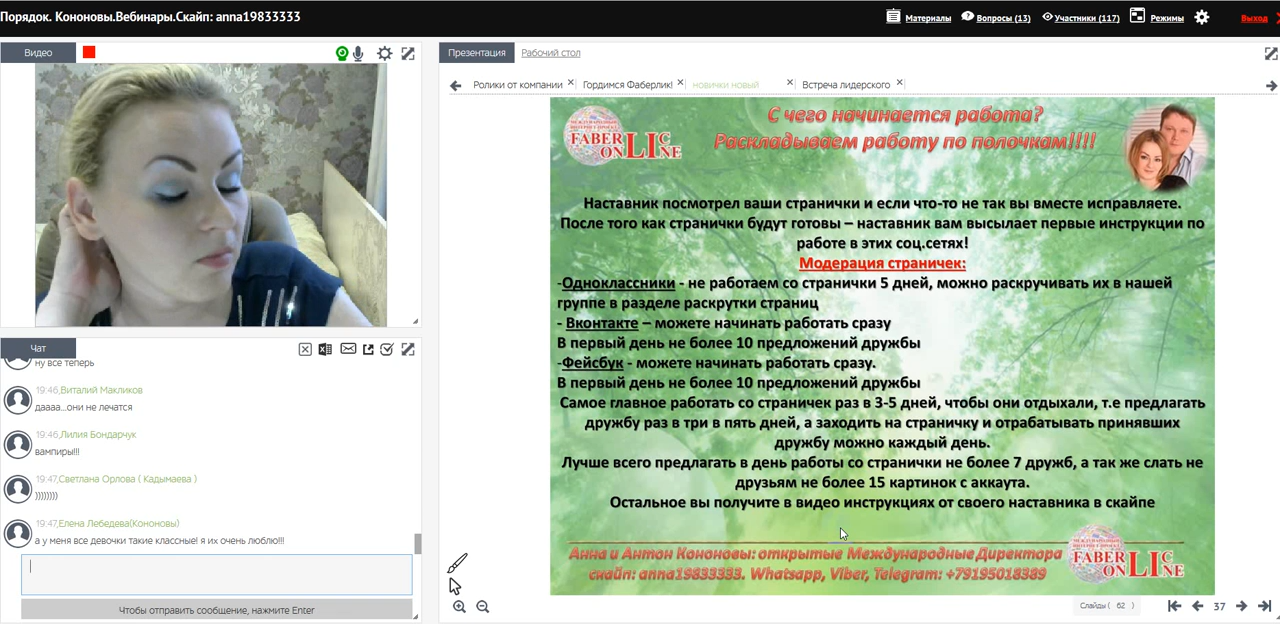 Порядок. Кононовы.Вебинары.Скайп: anna19833333
Материалы
Вопросы (13)
Участники (117)
Режимы
Выход
Видео
Презентация
Рабочий стол
Ролики от компании
Гордимся Фаберлик!
новички новый
Встреча лидерского
FABER LIC
ON LINE
С чего начинается работа?
Раскладываем работу по полочкам!!!!
Наставник посмотрел ваши странички и если что-то не так вы вместе исправляете.
После того как странички будут готовы – наставник вам высылает первые инструкции по
работе в этих соц.сетях!
Модерация страничек:
-Одноклассники - не работаем со странички 5 дней, можно раскручивать их в нашей
группе в разделе раскрутки страниц
- Вконтакте – можете начинать работать сразу
В первый день не более 10 предложений дружбы
-Фейсбук - можете начинать работать сразу.
В первый день не более 10 предложений дружбы
Самое главное работать со страничек раз в 3-5 дней, чтобы они отдыхали, т.е предлагать
дружбу раз в три в пять дней, а заходить на страничку и отрабатывать принявших
дружбу можно каждый день.
Лучше всего предлагать в день работы со странички не более 7 дружб, а так же слать не
друзьям не более 15 картинок с аккаута.
Остальное вы получите в видео инструкциях от своего наставника в скайпе
Анна и Антон Кононовы: открытые Международные Директора
скайп: anna19833333. Whatsapp, Viber, Telegram: +79195018389
FABER LIC
ON LINE
Слайды ( 62 )
37
Чат
ну все теперь
19:46,Виталий Макликов
даааа...они не лечатся
19:46,Лилия Бондарчук
вампиры!!!
19:47,Светлана Орлова ( Кадымаева )
))))))))
19:47,Елена Лебедева(Кононовы)
а у меня все девочки такие классные! я их очень люблю!!!
Чтобы отправить сообщение, нажмите Enter